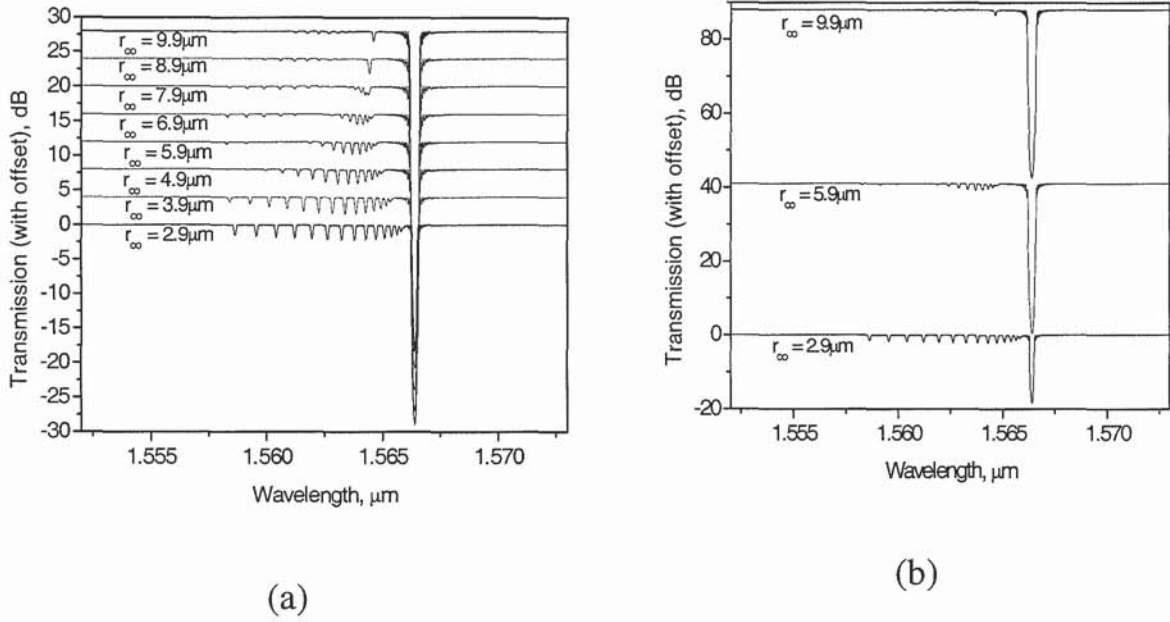 30
25
20
15
10
5
0
-5
-10
-15
-20
-25
-30
Transmission (with offset), dB
r∞ = 9.9μm
r∞ = 8.9μm
r∞ = 7.9μm
r∞ = 6.9μm
r∞ = 5.9μm
r∞ = 4.9μm
r∞ = 3.9μm
r∞ = 2.9μm
1.555 1.560 1.565 1.570
Wavelength, μm
(a)
80
60
40
20
0
-20
Transmission (with offset), dB
r∞ = 9.9μm
r∞ = 5.9μm
r∞ = 2.9μm
1.555 1.560 1.565 1.570
Wavelength, μm
(b)